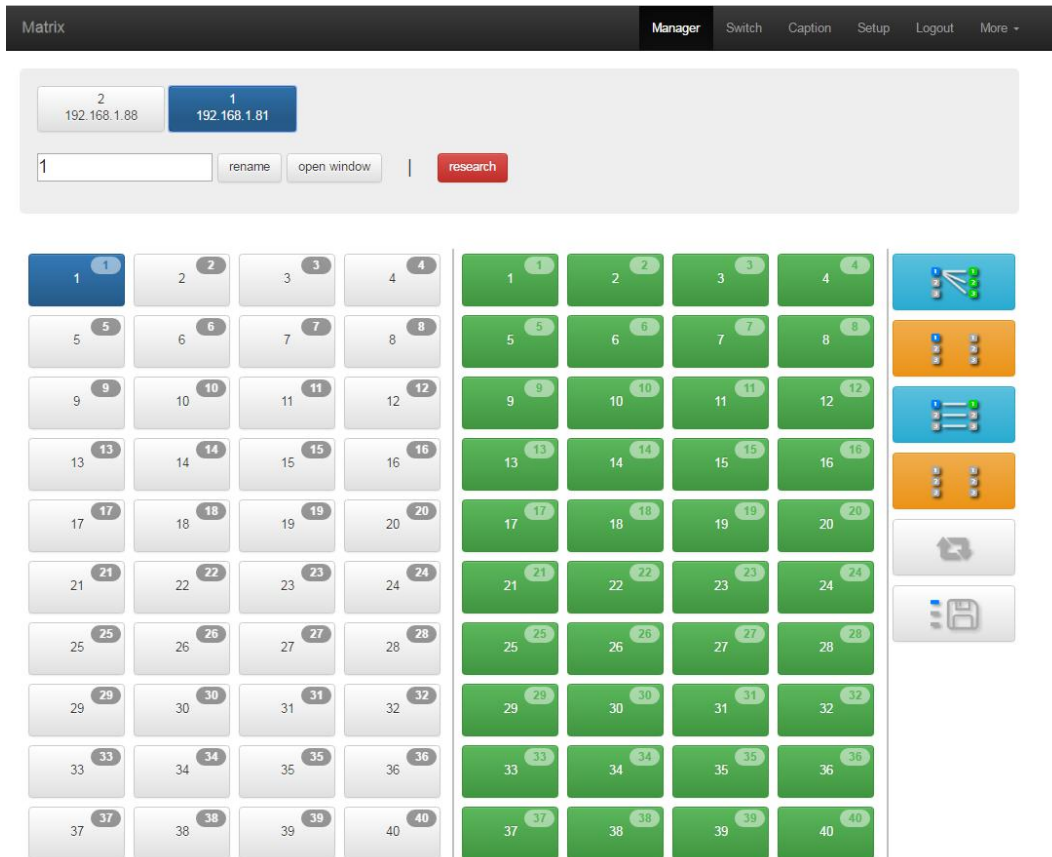 Matrix Manager Switch Caption Setup Logout More
2 1
192.168.1.88 192.168.1.81
1 rename open window | research
1 1 2 2 3 3 4 4 1 1 2 2 3 3 4 4
5 5 6 6 7 7 8 8 5 5 6 6 7 7 8 8
9 9 10 10 11 11 12 12 9 9 10 10 11 11 12 12
13 13 14 14 15 15 16 16 13 13 14 14 15 15 16 16
17 17 18 18 19 19 20 20 17 17 18 18 19 19 20 20
21 21 22 22 23 23 24 24 21 21 22 22 23 23 24 24
25 25 26 26 27 27 28 28 25 25 26 26 27 27 28 28
29 29 30 30 31 31 32 32 29 29 30 30 31 31 32 32
33 33 34 34 35 35 36 36 33 33 34 34 35 35 36 36
37 37 38 38 39 39 40 40 37 37 38 38 39 39 40 40